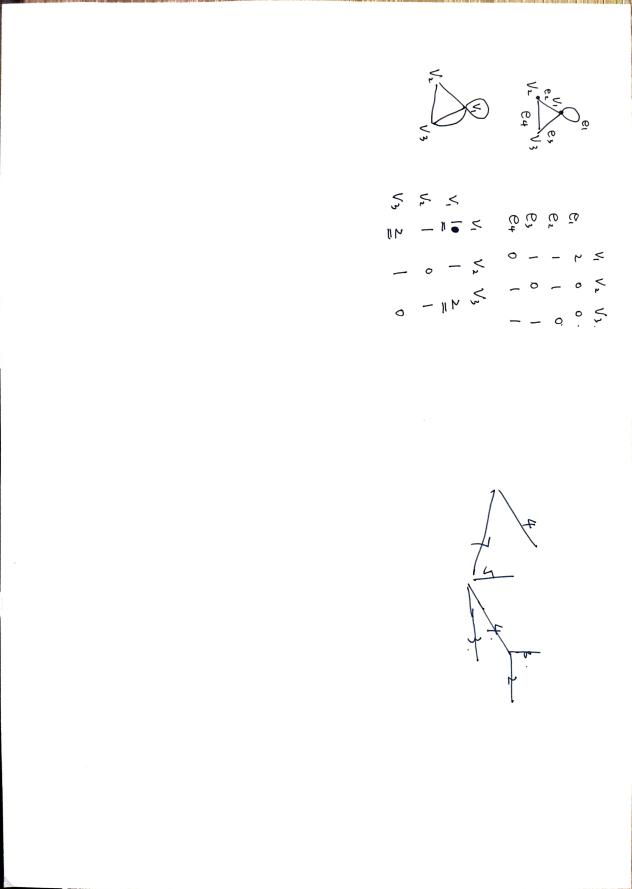 e1
V1
e2 e3
V2 e4 V3
V1 V2 V3
e1 2 0 0
e2 1 1 0
e3 1 0 1
e4 0 1 1
V1
V2 V3
V1 V2 V3
V1 1 1 2
V2 1 0 1
V3 2 1 0
4
7
5
4
3
6
2